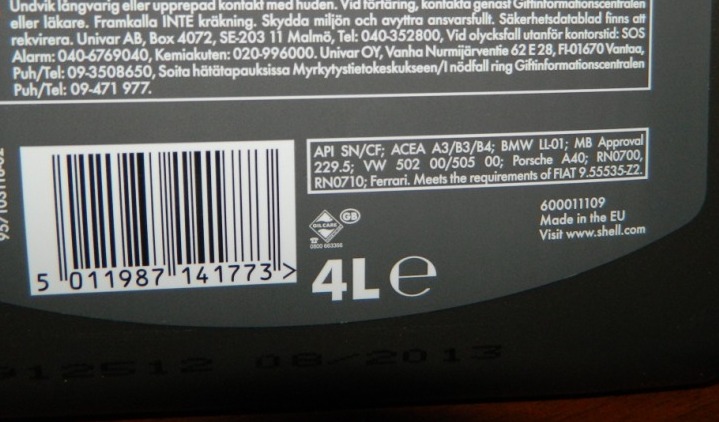 Undvik långvarig eller upprepad kontakt med huden. Vid förtäring, kontakta genast Giftinformationscentralen
eller läkare. Framkalla INTE kräkning. Skydda miljön och avyttra ansvarsfullt. Säkerhetsdatablad finns att
rekvirera. Univar AB, Box 4072, SE-203 11 Malmö, Tel: 040-352800, Vid olycksfall utanför kontorstid: SOS
Alarm: 040-6769040, Kemiakuten: 020-996000. Univar OY, Vanha Nurmijärventie 62 E 28, FI-01670 Vantaa,
Puh/Tel: 09-3508650, Soita hätätapauksissa Myrkytystietokeskukseen/I nödfall ring Giftinformationscentralen
Puh/Tel: 09-471 977.
API SN/CF; ACEA A3/B3/B4; BMW LL-01; MB Approval
229.5; VW 502 00/505 00; Porsche A40; RN0700,
RN0710; Ferrari. Meets the requirements of FIAT 9.55535-Z2.
OIL CARE GB
0800 663366
600011109
Made in the EU
Visit www.shell.com
5 011987 141773 >
4L e
912512 08/2013